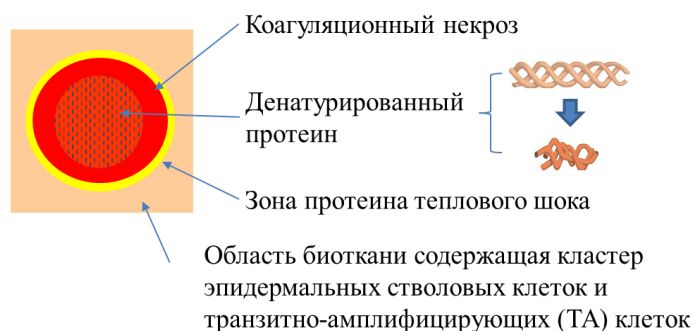 Коагуляционный некроз
Денатурированный
протеин
Зона протеина теплового шока
Область биоткани содержащая кластер
эпидермальных стволовых клеток и
транзитно-амплифицирующих (ТА) клеток